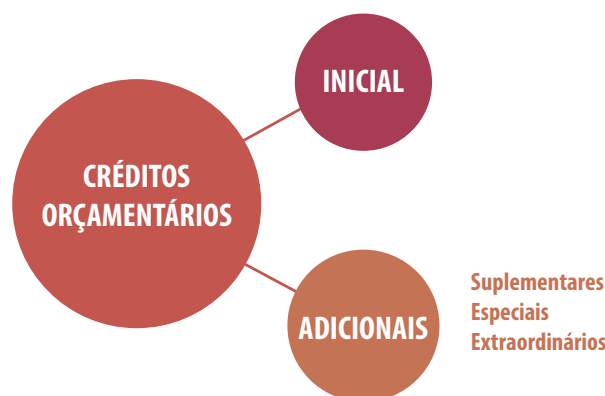 INICIAL
CRÉDITOS
ORÇAMENTÁRIOS
ADICIONAIS
Suplementares
Especiais
Extraordinários